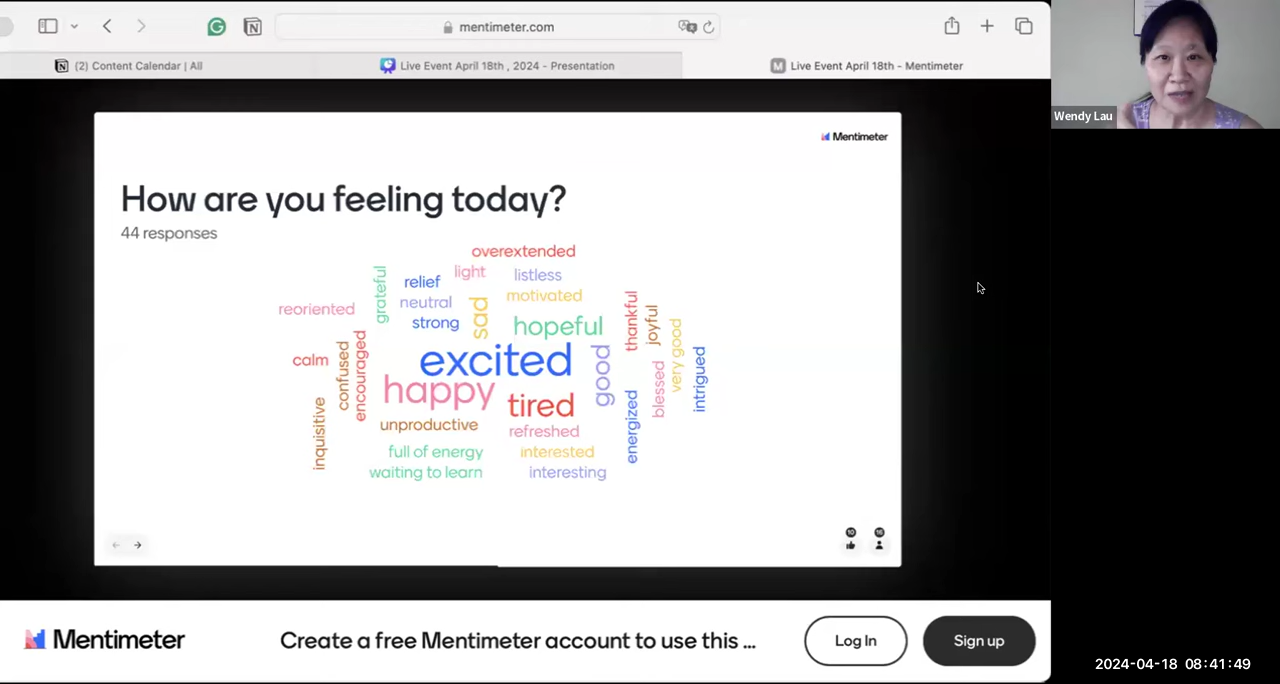 mentimeter.com
(2) Content Calendar | All
Live Event April 18th , 2024 - Presentation
M
Live Event April 18th - Mentimeter
Wendy Lau
Mentimeter
How are you feeling today?
44 responses
overextended
light
listless
relief
grateful
neutral
motivated
reoriented
sad
strong
hopeful
thankful
joyful
very good
calm
confused
encouraged
excited
good
blessed
intrigued
happy
tired
energized
inquisitive
unproductive
refreshed
full of energy
interested
waiting to learn
interesting
Mentimeter
Create a free Mentimeter account to use this ...
Log In
Sign up
2024-04-18 08:41:49